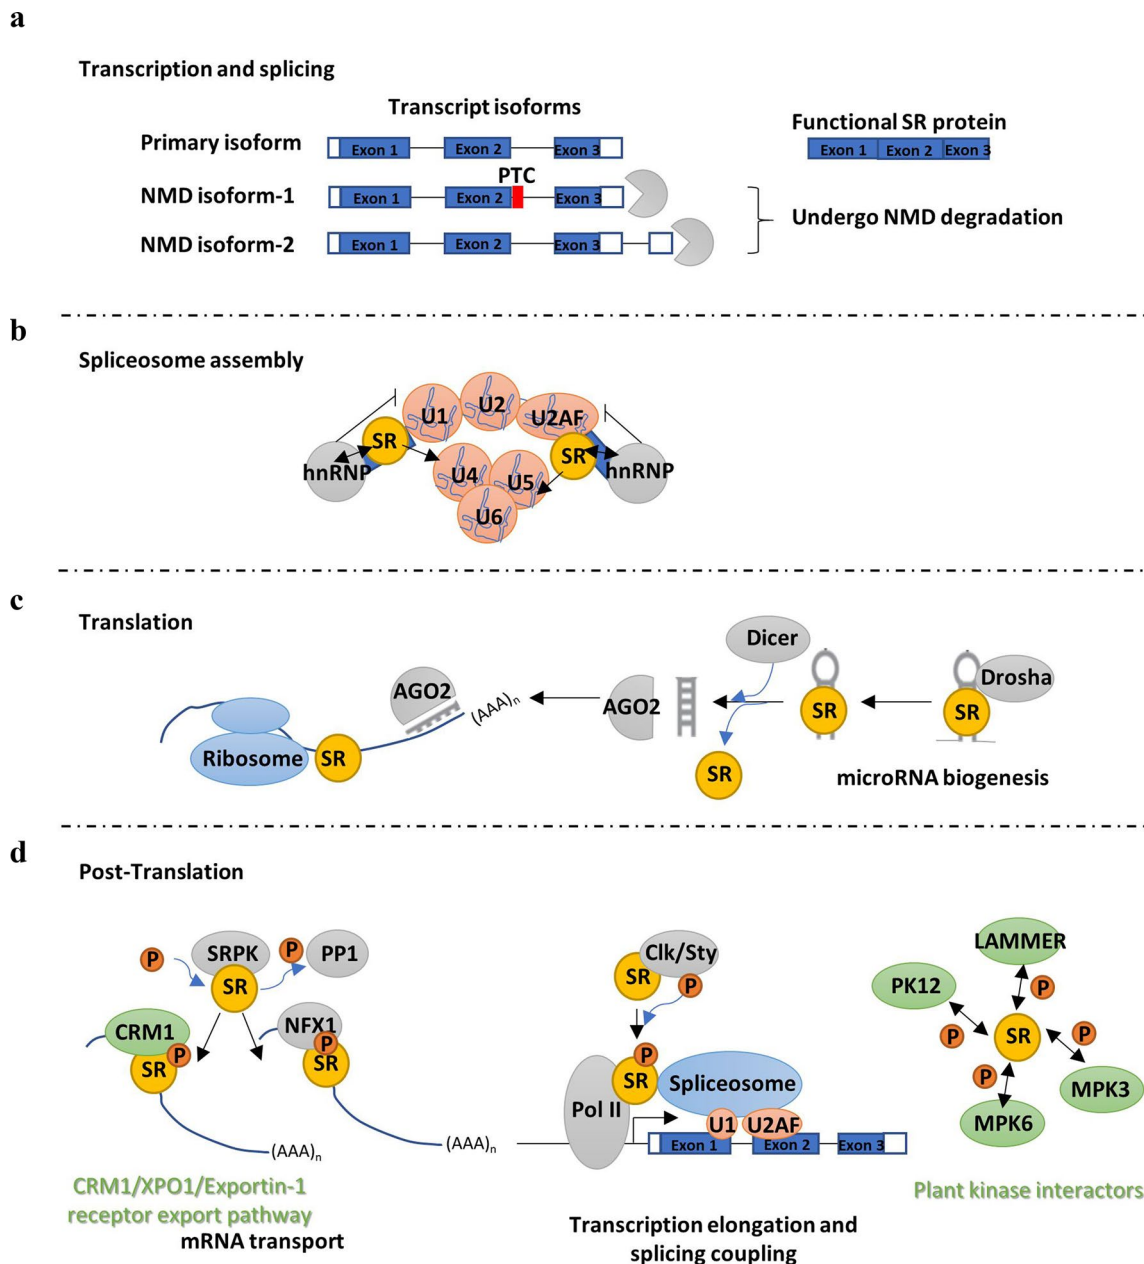 a
Transcription and splicing
Transcript isoforms
Primary isoform
Exon 1 Exon 2 Exon 3
Functional SR protein
Exon 1 Exon 2 Exon 3
PTC
NMD isoform-1
Exon 1 Exon 2 Exon 3
Undergo NMD degradation
NMD isoform-2
Exon 1 Exon 2 Exon 3
b
Spliceosome assembly
U1 U2 U2AF
SR SR
hnRNP U4 U5 hnRNP
U6
c
Translation
Dicer
Drosha
AGO2
(AAA)n
AGO2
SR
SR
Ribosome SR
SR
microRNA biogenesis
d
Post-Translation
P SRPK P PP1
SR
CRM1 NFX1
P
P
SR SR
(AAA)n
(AAA)n
CRM1/XPO1/Exportin-1
receptor export pathway
mRNA transport
Clk/Sty
SR
P
P
SR Spliceosome
Pol II
U1 U2AF
Exon 1 Exon 2 Exon 3
Transcription elongation and
splicing coupling
LAMMER
PK12 P
P SR P
P
MPK3
MPK6
Plant kinase interactors